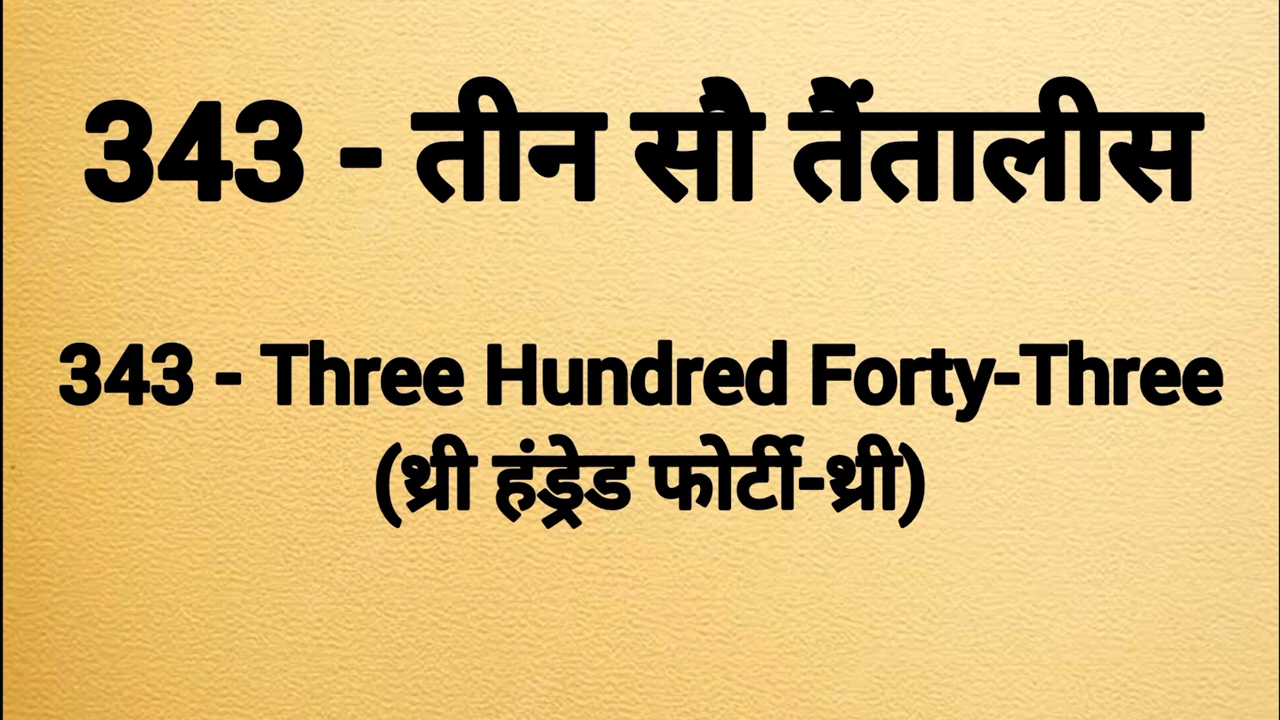 343 - तीन सौ तैंतालीस
343 - Three Hundred Forty-Three
(थ्री हंड्रेड फोर्टी-थ्री)